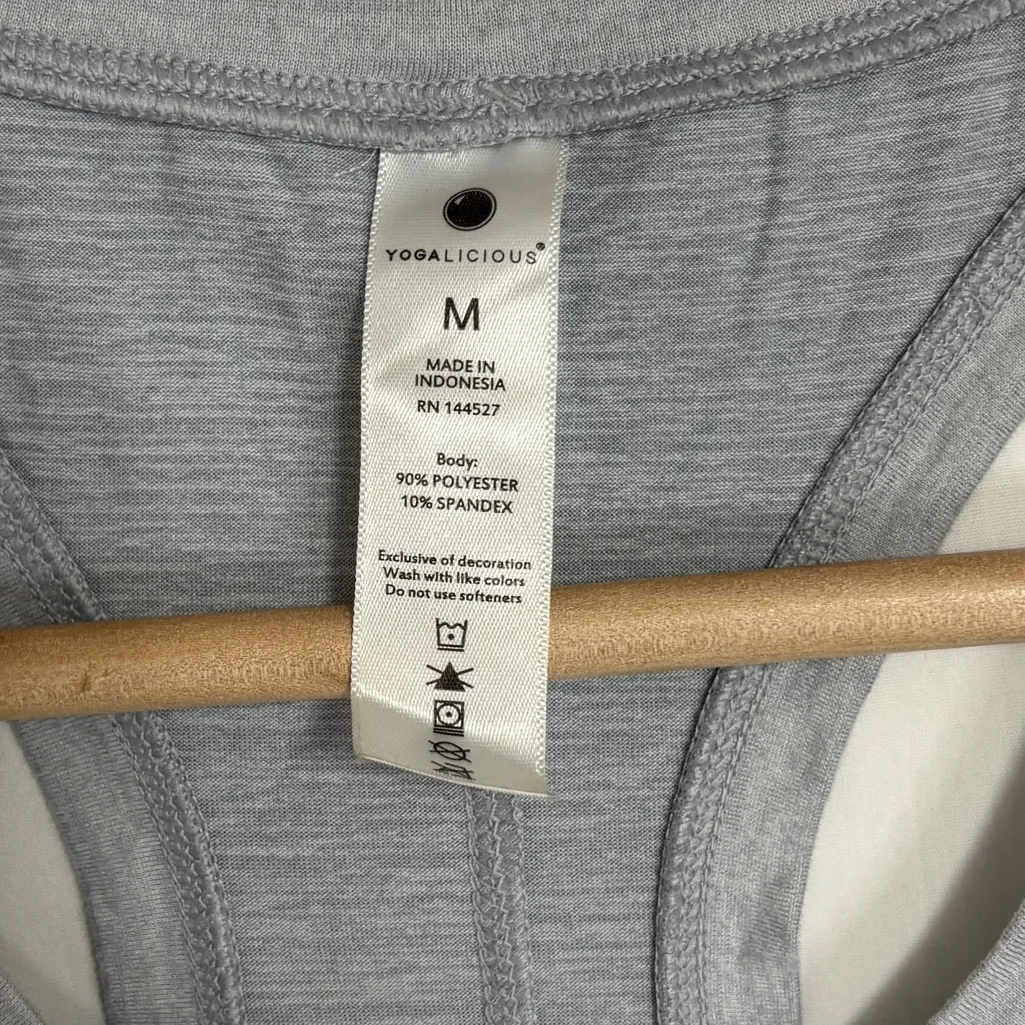 YOGALICIOUS®
M
MADE IN
INDONESIA
RN 144527
Body:
90% POLYESTER
10% SPANDEX
Exclusive of decoration
Wash with like colors
Do not use softeners